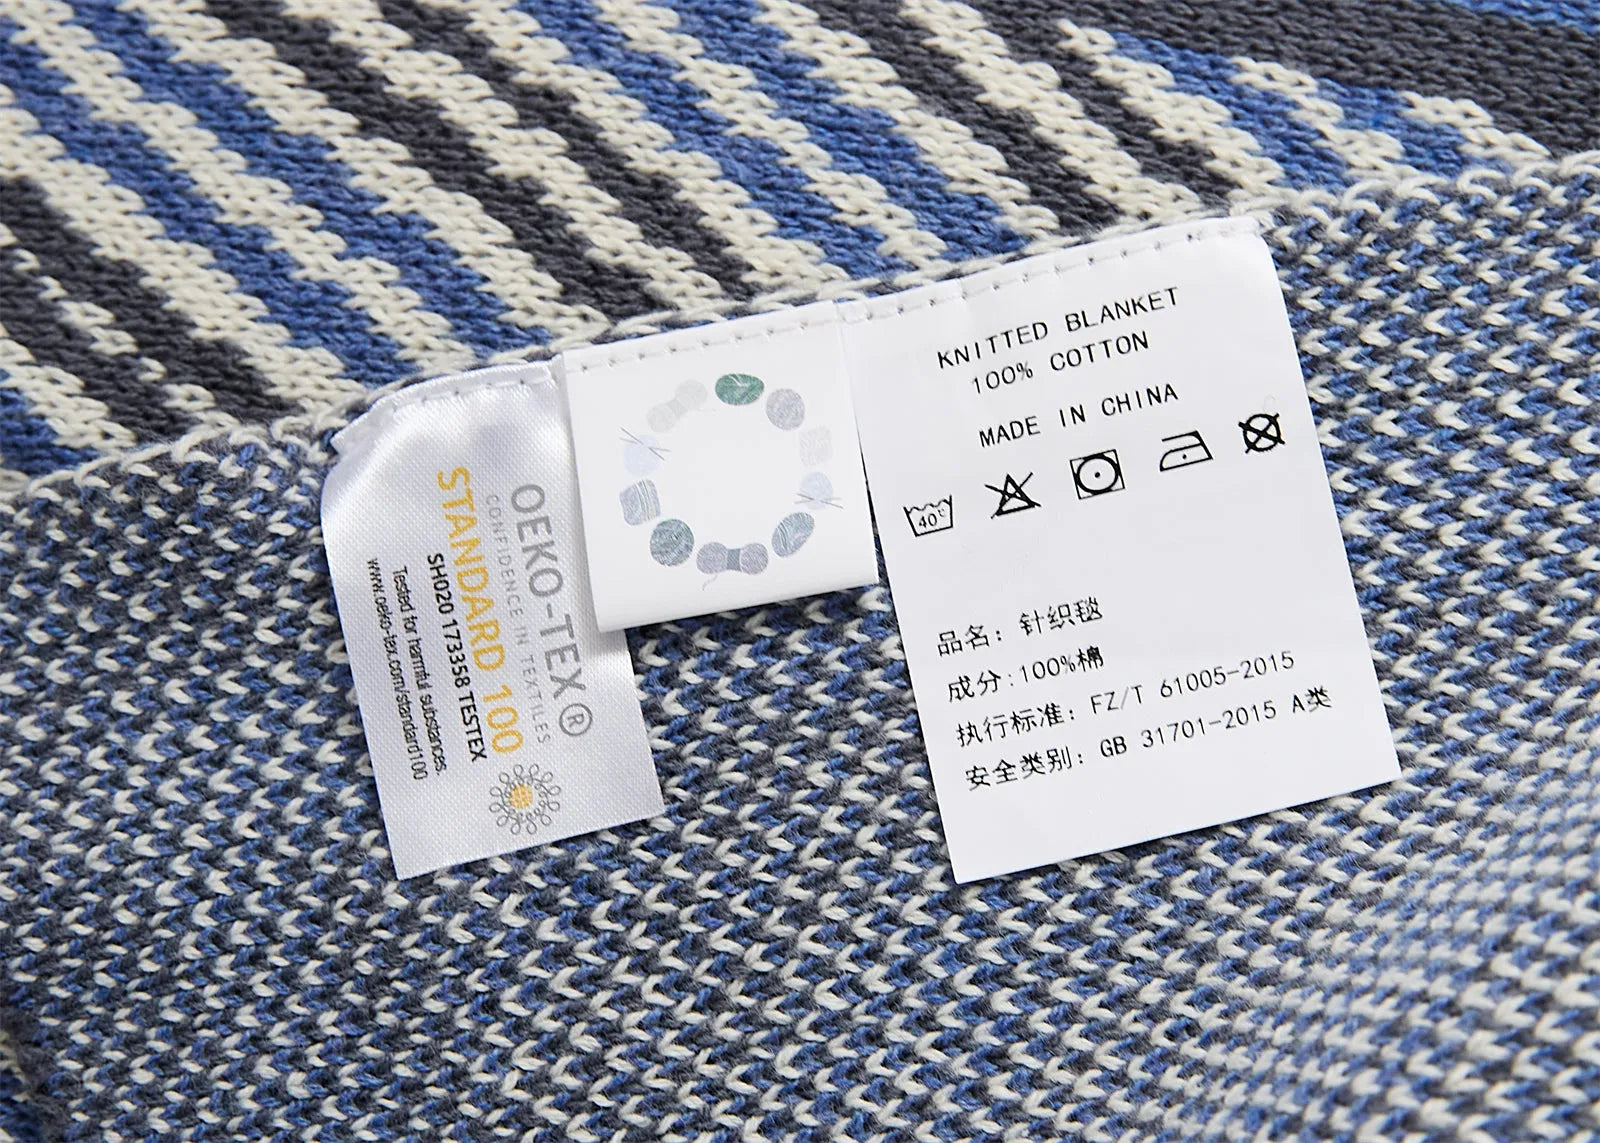 OEKO-TEX®
CONFIDENCE IN TEXTILES
STANDARD 100
SH020 173358 TESTEX
Tested for harmful substances.
www.oeko-tex.com/standard100
KNITTED BLANKET
100% COTTON
MADE IN CHINA
40℃
品名：针织毯
成分:100%棉
执行标准：FZ/T 61005-2015
安全类别：GB 31701-2015 A类